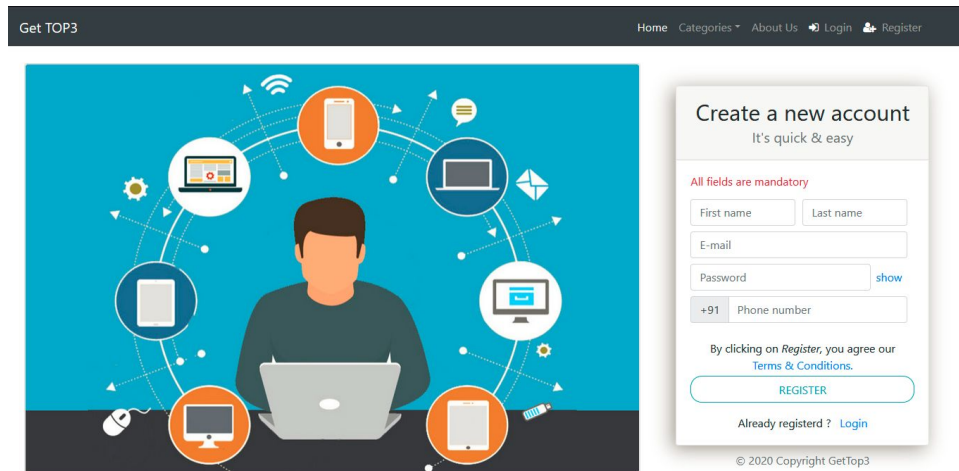 Get TOP3
Home Categories About Us Login Register
Create a new account
It's quick & easy
All fields are mandatory
First name Last name
E-mail
Password show
+91 Phone number
By clicking on Register, you agree our
Terms & Conditions.
REGISTER
Already registerd ? Login
© 2020 Copyright GetTop3